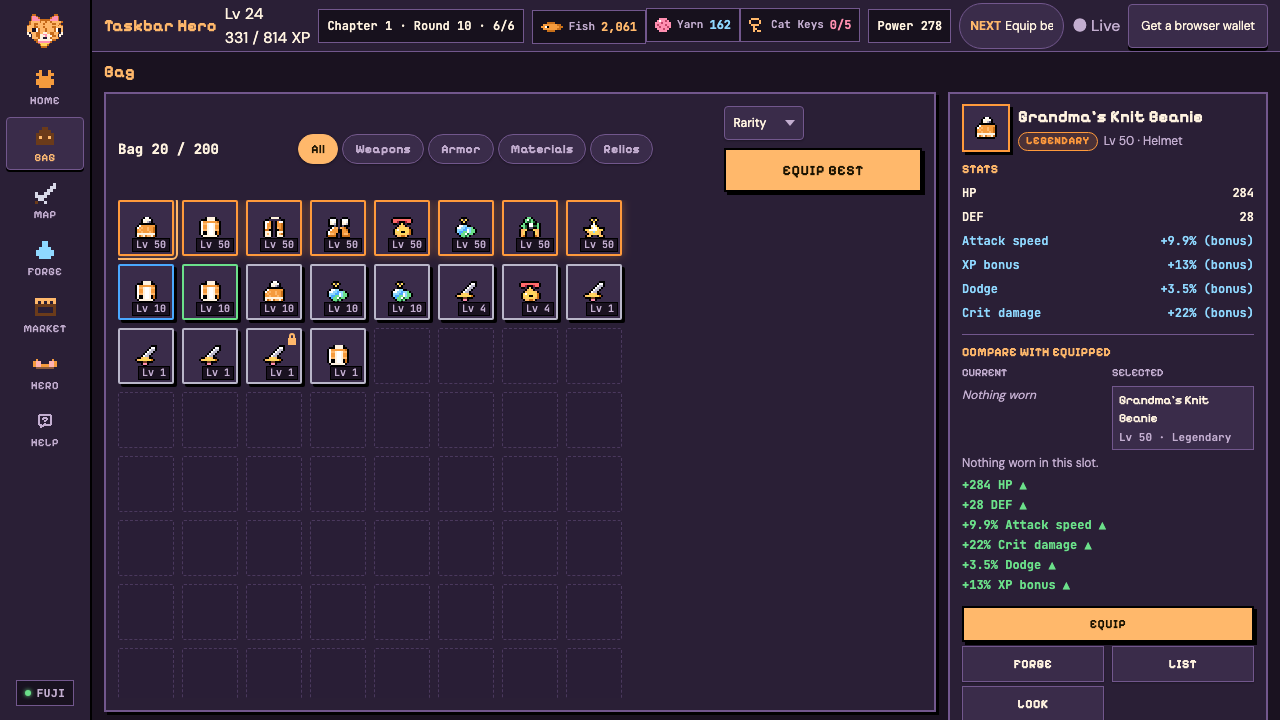 Taskbar Hero
Lv 24
331 / 814 XP
Chapter 1 · Round 10 · 6/6
Fish 2,061
Yarn 162
Cat Keys 0/5
Power 278
NEXT Equip be
Live
Get a browser wallet
HOME
BAG
MAP
FORGE
MARKET
HERO
HELP
FUJI
Bag
Bag 20 / 200
All
Weapons
Armor
Materials
Relics
Rarity
EQUIP BEST
Lv 50
Lv 50
Lv 50
Lv 50
Lv 50
Lv 50
Lv 50
Lv 50
Lv 10
Lv 10
Lv 10
Lv 10
Lv 10
Lv 4
Lv 4
Lv 1
Lv 1
Lv 1
Lv 1
Lv 1
Grandma's Knit Beanie
LEGENDARY Lv 50 · Helmet
STATS
HP 284
DEF 28
Attack speed +9.9% (bonus)
XP bonus +13% (bonus)
Dodge +3.5% (bonus)
Crit damage +22% (bonus)
COMPARE WITH EQUIPPED
CURRENT
Nothing worn
SELECTED
Grandma's Knit
Beanie
Lv 50 · Legendary
Nothing worn in this slot.
+284 HP ▲
+28 DEF ▲
+9.9% Attack speed ▲
+22% Crit damage ▲
+3.5% Dodge ▲
+13% XP bonus ▲
EQUIP
FORGE
LIST
LOOK